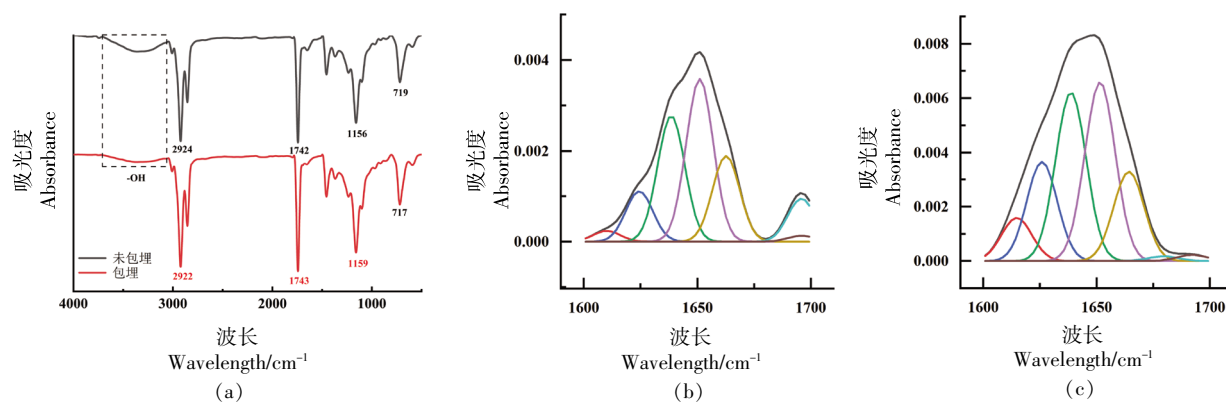 吸光度
Absorbance
2924
1742
1156
719
-OH
2922
1743
1159
717
未包埋
包埋
4000
3000
2000
1000
波长
Wavelength/cm⁻¹
(a)
吸光度
Absorbance
0.004
0.002
0.000
1600
1650
1700
波长
Wavelength/cm⁻¹
(b)
吸光度
Absorbance
0.008
0.006
0.004
0.002
0.000
1600
1650
1700
波长
Wavelength/cm⁻¹
(c)